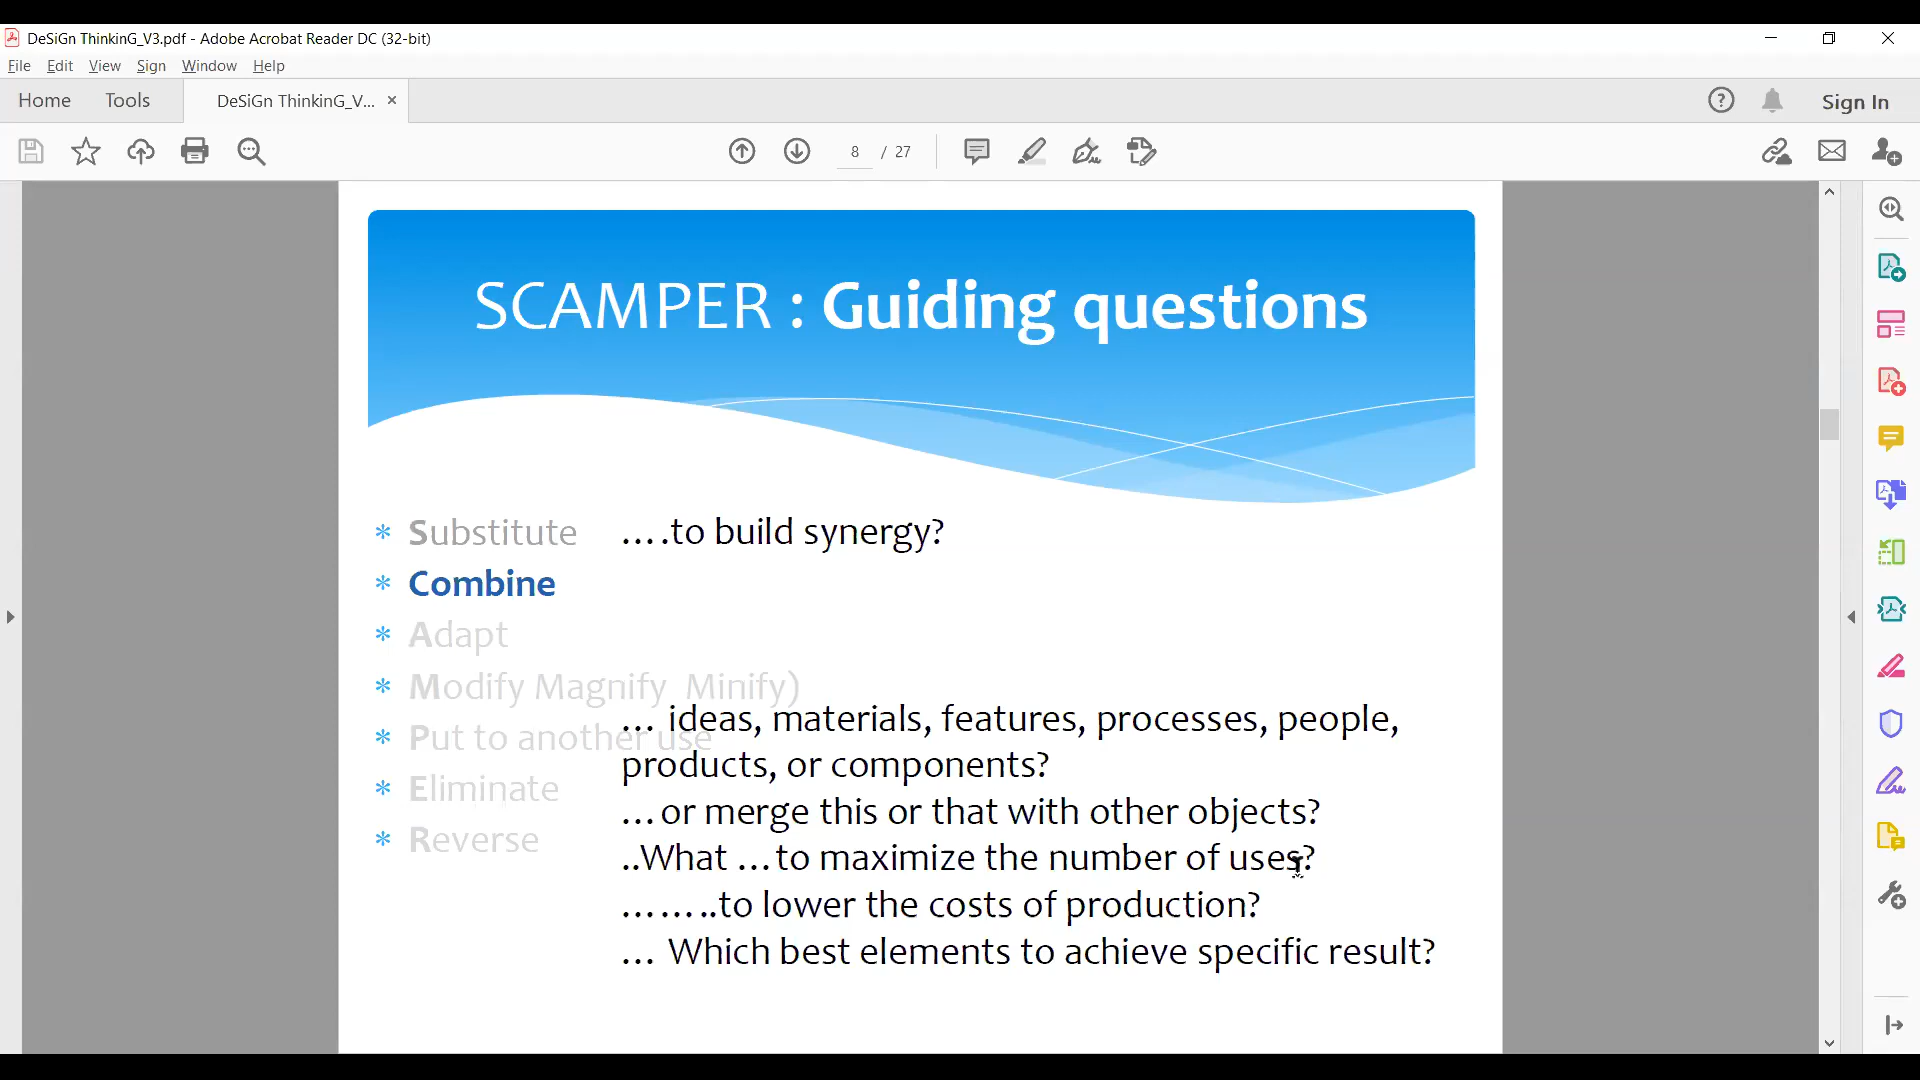 DeSiGn ThinkinG_V3.pdf - Adobe Acrobat Reader DC (32-bit)
File Edit View Sign Window Help
Home Tools DeSiGn ThinkinG_V... × Sign In
8 / 27
SCAMPER : Guiding questions
* Substitute ….to build synergy?
* Combine
* Adapt
* Modify Magnify Minify)
… ideas, materials, features, processes, people,
* Put to another use
products, or components?
* Eliminate
…or merge this or that with other objects?
* Reverse
..What …to maximize the number of uses?
……..to lower the costs of production?
… Which best elements to achieve specific result?